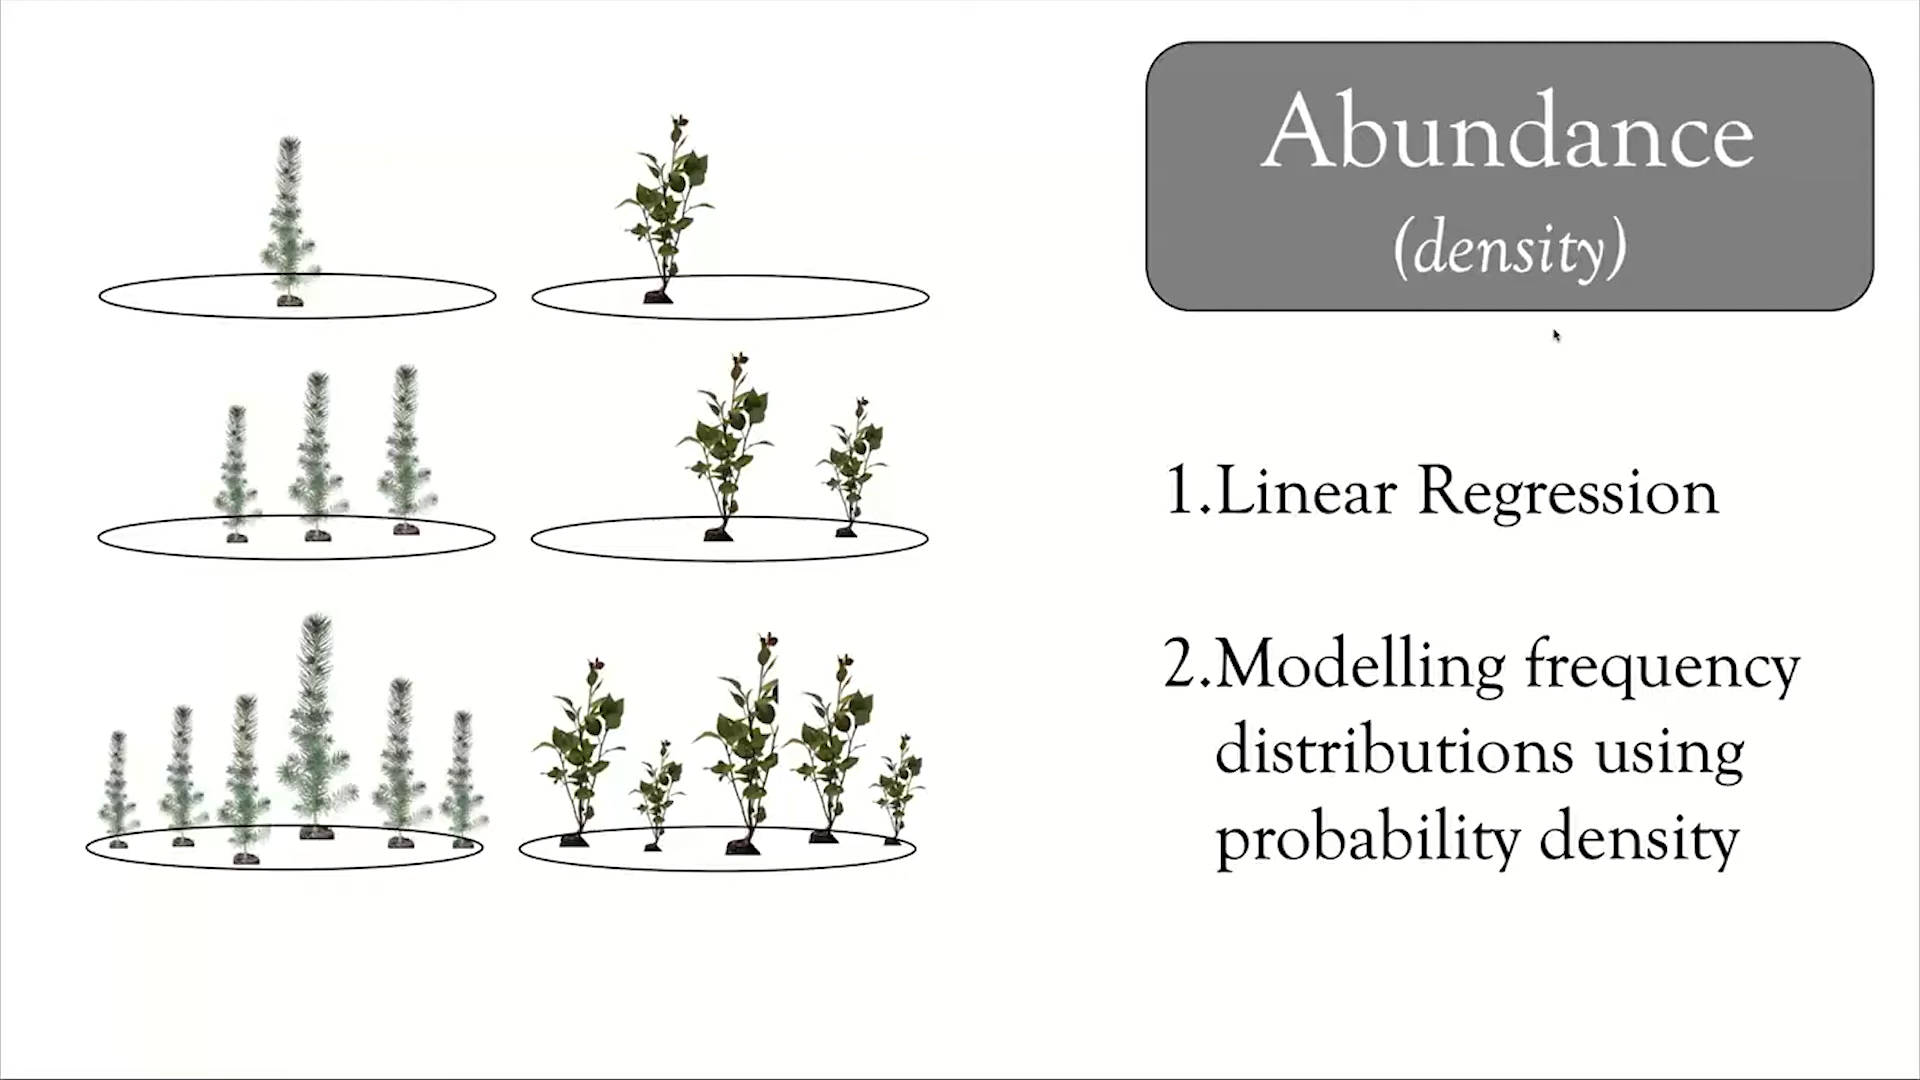 Abundance
(density)
1.Linear Regression
2.Modelling frequency
distributions using
probability density